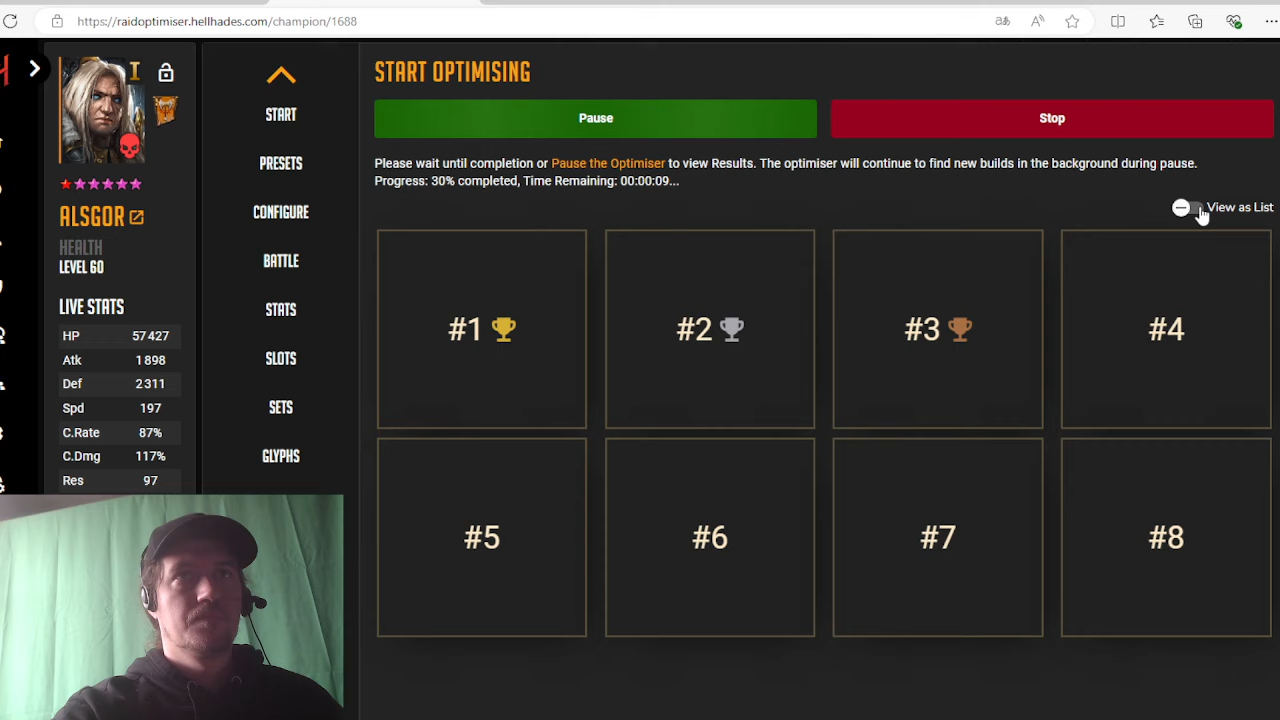 https://raidoptimiser.hellhades.com/champion/1688
I
ALSGOR
HEALTH
LEVEL 60
LIVE STATS
HP 57 427
Atk 1 898
Def 2 311
Spd 197
C.Rate 87%
C.Dmg 117%
Res 97
START
PRESETS
CONFIGURE
BATTLE
STATS
SLOTS
SETS
GLYPHS
START OPTIMISING
Pause
Stop
Please wait until completion or Pause the Optimiser to view Results. The optimiser will continue to find new builds in the background during pause.
Progress: 30% completed, Time Remaining: 00:00:09...
View as List
#1
#2
#3
#4
#5
#6
#7
#8